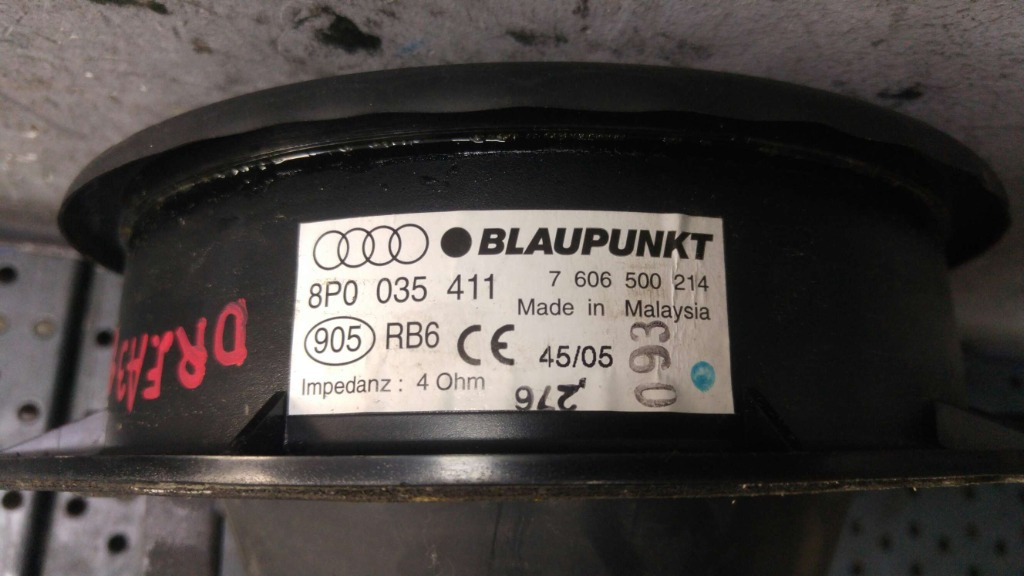 BLAUPUNKT
8P0 035 411
7 606 500 214
Made in Malaysia
905 RB6 CE 45/05
093
Impedanz : 4 Ohm
276